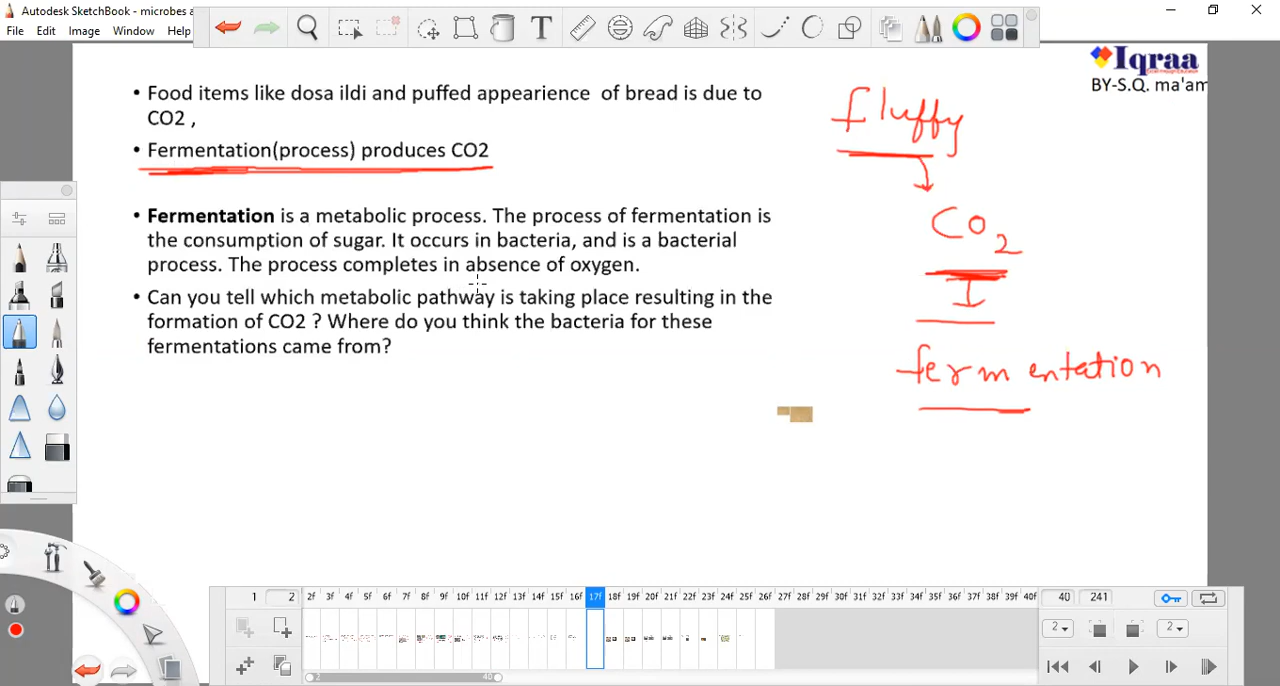 Autodesk SketchBook - microbes a
File Edit Image Window Help
Iqraa
BY-S.Q. ma'am
• Food items like dosa ildi and puffed appearience of bread is due to
CO2 ,
• Fermentation(process) produces CO2
• Fermentation is a metabolic process. The process of fermentation is
the consumption of sugar. It occurs in bacteria, and is a bacterial
process. The process completes in absence of oxygen.
• Can you tell which metabolic pathway is taking place resulting in the
formation of CO2 ? Where do you think the bacteria for these
fermentations came from?
fluffy
CO2
fermentation
1 2 2f 3f 4f 5f 6f 7f 8f 9f 10f 11f 12f 13f 14f 15f 16f 17f 18f 19f 20f 21f 22f 23f 24f 25f 26f 27f 28f 29f 30f 31f 32f 33f 34f 35f 36f 37f 38f 39f 40f 40 241
2 2
2 40